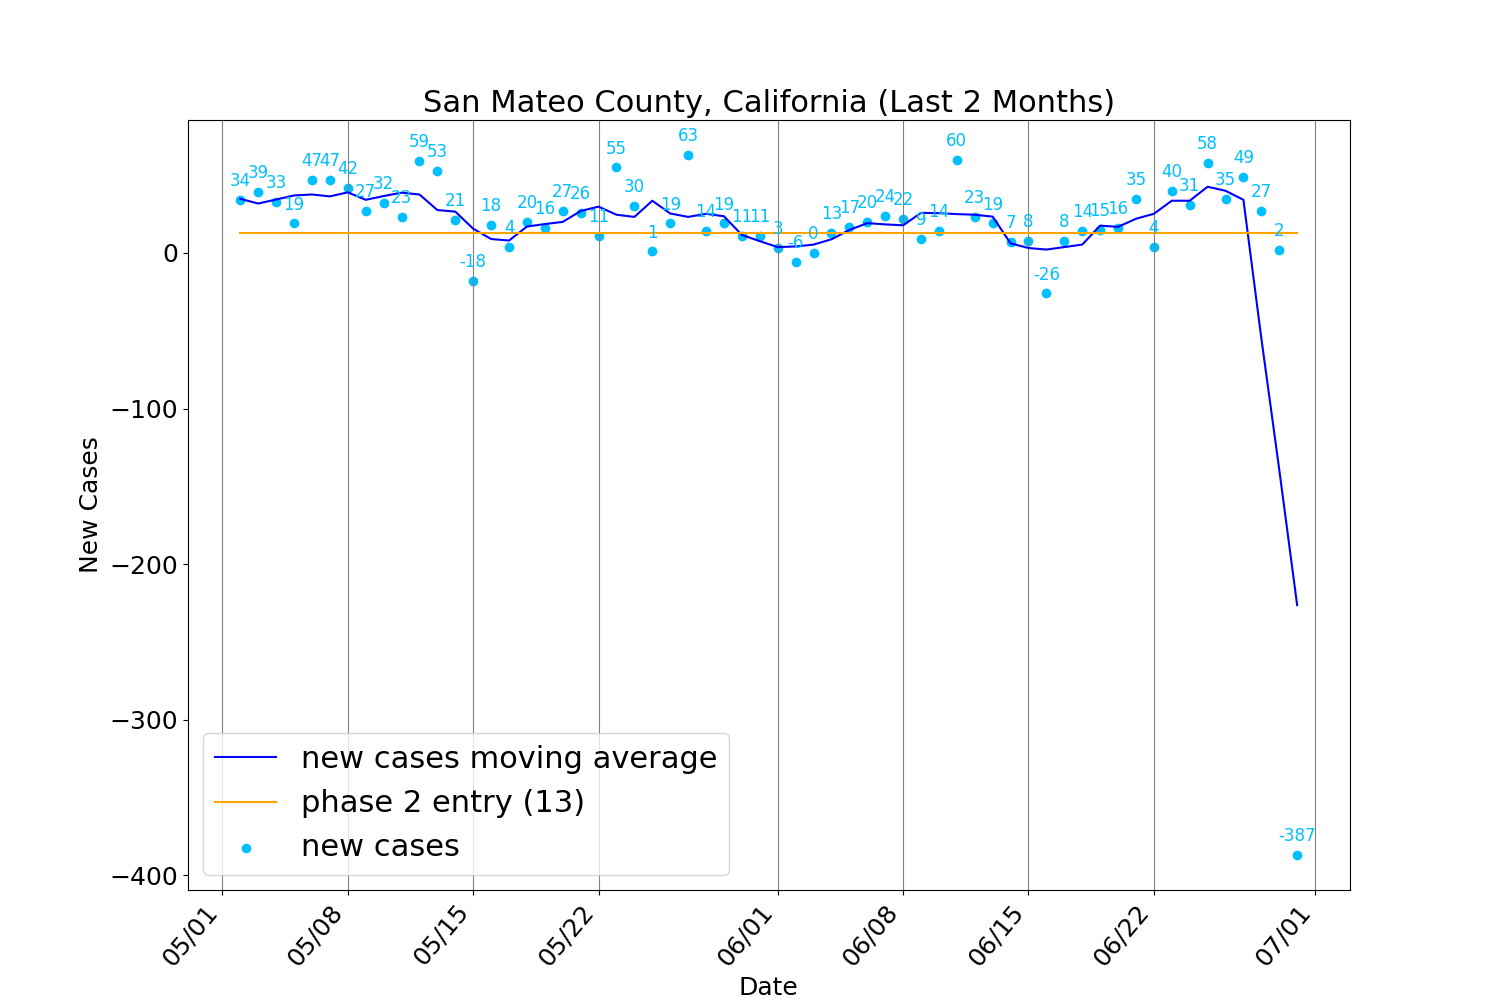 San Mateo County, California (Last 2 Months)
34 39 33 19 47 47 42 27 32 23 59 53 21 -18 18 4 20 16 27 26 11 55 30 1 19 63 14 19 11 11 3 -6 0 13 17 20 24 22 9 14 60 23 19 7 8 -26 8 14 15 16 35 4 40 31 58 35 49 27 2 -387
0
−100
−200
−300
−400
New Cases
new cases moving average
phase 2 entry (13)
new cases
05/01 05/08 05/15 05/22 06/01 06/08 06/15 06/22 07/01
Date